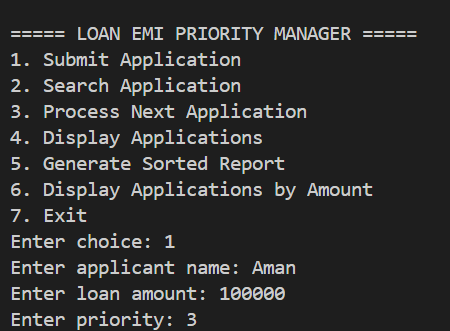 ===== LOAN EMI PRIORITY MANAGER =====
1. Submit Application
2. Search Application
3. Process Next Application
4. Display Applications
5. Generate Sorted Report
6. Display Applications by Amount
7. Exit
Enter choice: 1
Enter applicant name: Aman
Enter loan amount: 100000
Enter priority: 3